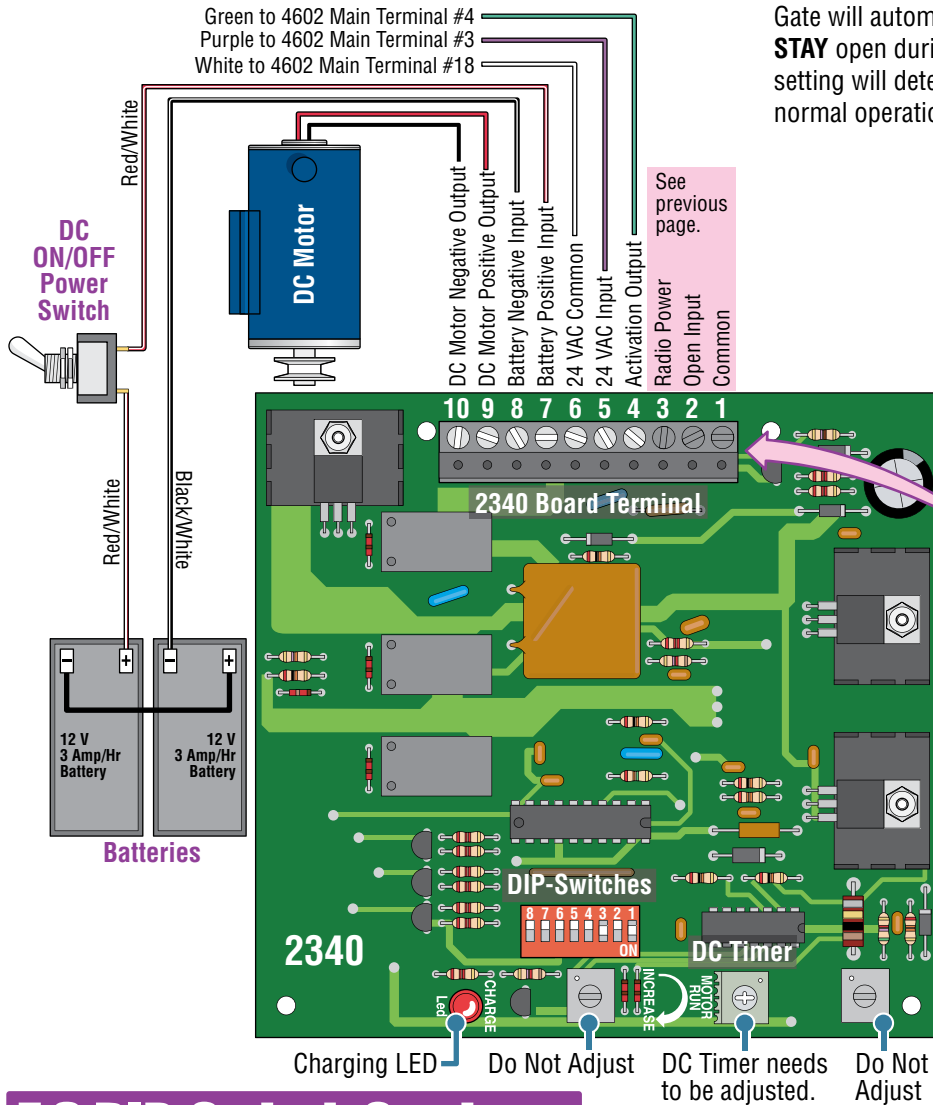 Green to 4602 Main Terminal #4
Purple to 4602 Main Terminal #3
White to 4602 Main Terminal #18
Gate will autom
STAY open duri
setting will dete
normal operatio
Red/White
DC
ON/OFF
Power
Switch
DC Motor
DC Motor Negative Output
DC Motor Positive Output
Battery Negative Input
Battery Positive Input
24 VAC Common
24 VAC Input
Activation Output
See
previous
page.
Radio Power
Open Input
Common
10 9 8 7 6 5 4 3 2 1
2340 Board Terminal
Red/White
Black/White
12 V
3 Amp/Hr
Battery
12 V
3 Amp/Hr
Battery
Batteries
DIP-Switches
8 7 6 5 4 3 2 1
ON
DC Timer
2340
CHARGE
Led
INCREASE
MOTOR
RUN
Charging LED
Do Not Adjust
DC Timer needs
to be adjusted.
Do Not
Adjust